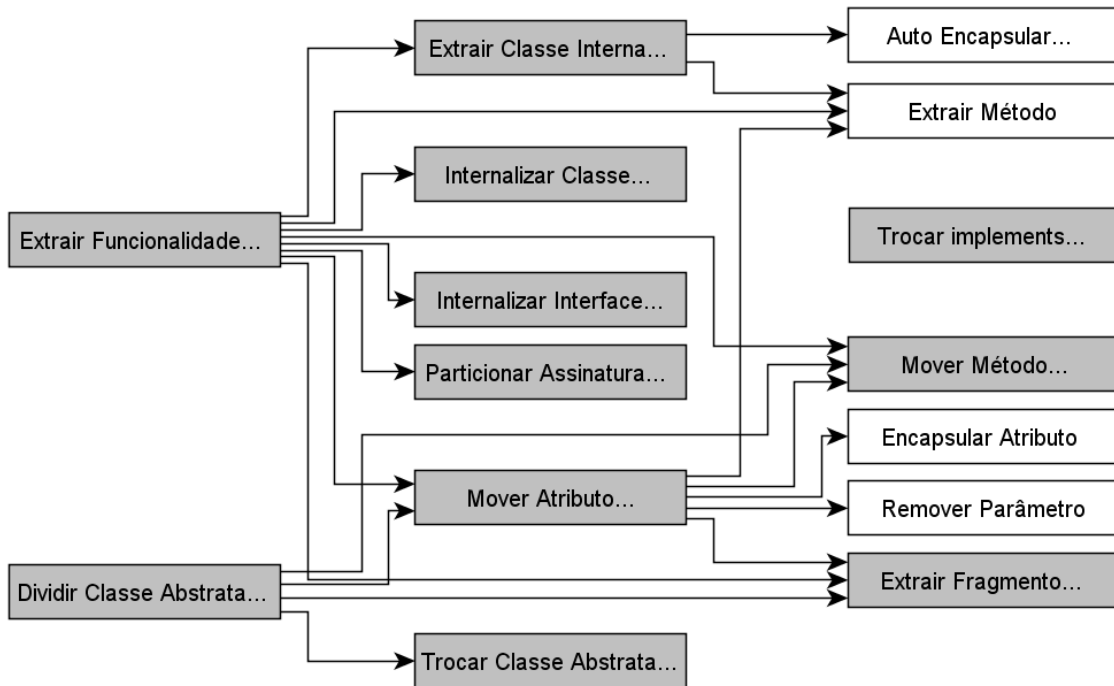 Extrair Classe Interna...
Auto Encapsular...
Extrair Método
Internalizar Classe...
Extrair Funcionalidade...
Trocar implements...
Internalizar Interface...
Particionar Assinatura...
Mover Método...
Encapsular Atributo
Mover Atributo...
Remover Parâmetro
Dividir Classe Abstrata...
Extrair Fragmento...
Trocar Classe Abstrata...